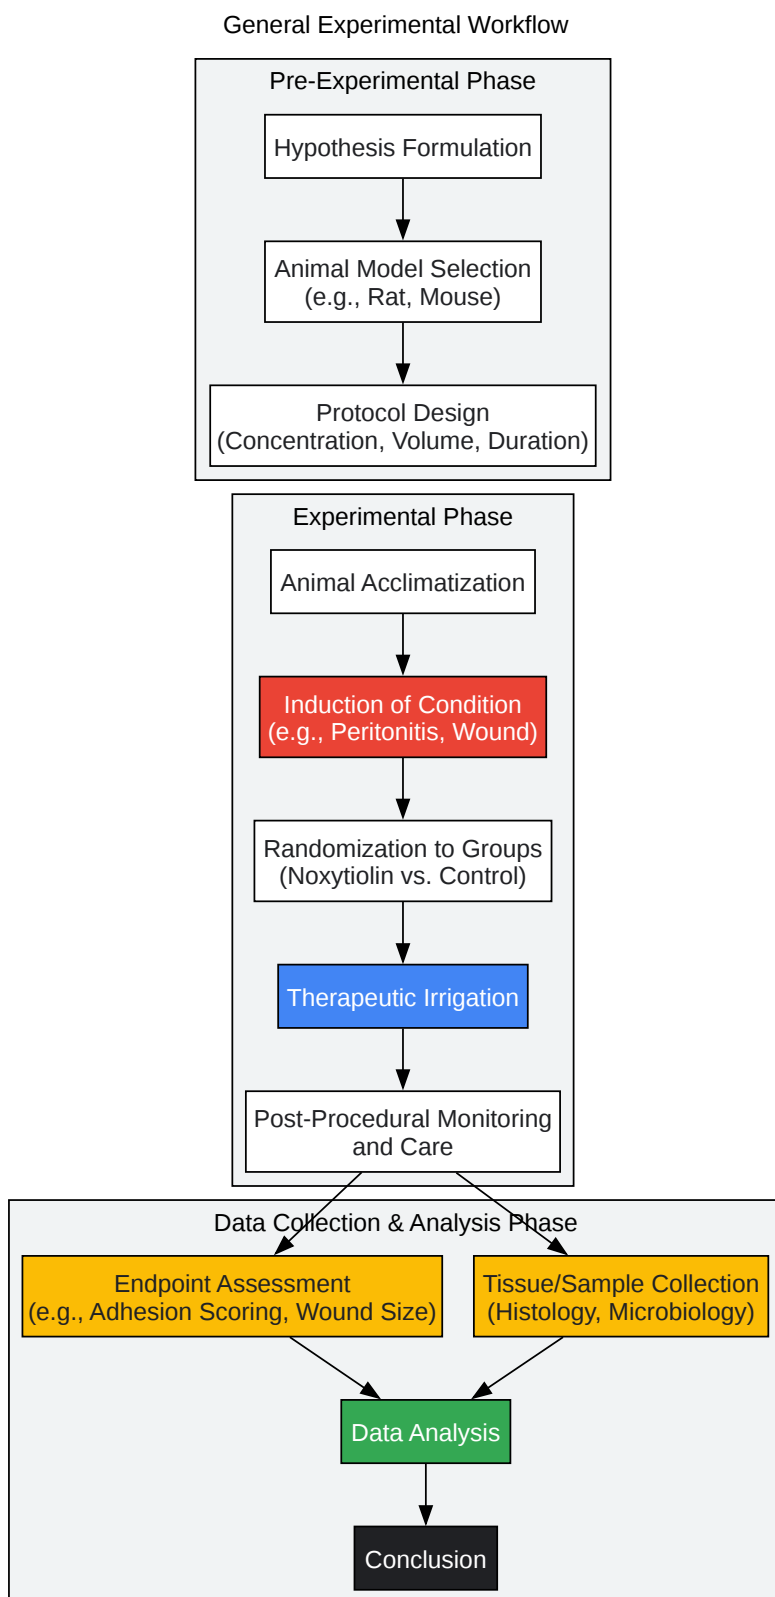 General Experimental Workflow
Pre-Experimental Phase
Hypothesis Formulation
Animal Model Selection
(e.g., Rat, Mouse)
Protocol Design
(Concentration, Volume, Duration)
Experimental Phase
Animal Acclimatization
Induction of Condition
(e.g., Peritonitis, Wound)
Randomization to Groups
(Noxytiolin vs. Control)
Therapeutic Irrigation
Post-Procedural Monitoring
and Care
Data Collection & Analysis Phase
Endpoint Assessment
(e.g., Adhesion Scoring, Wound Size)
Tissue/Sample Collection
(Histology, Microbiology)
Data Analysis
Conclusion